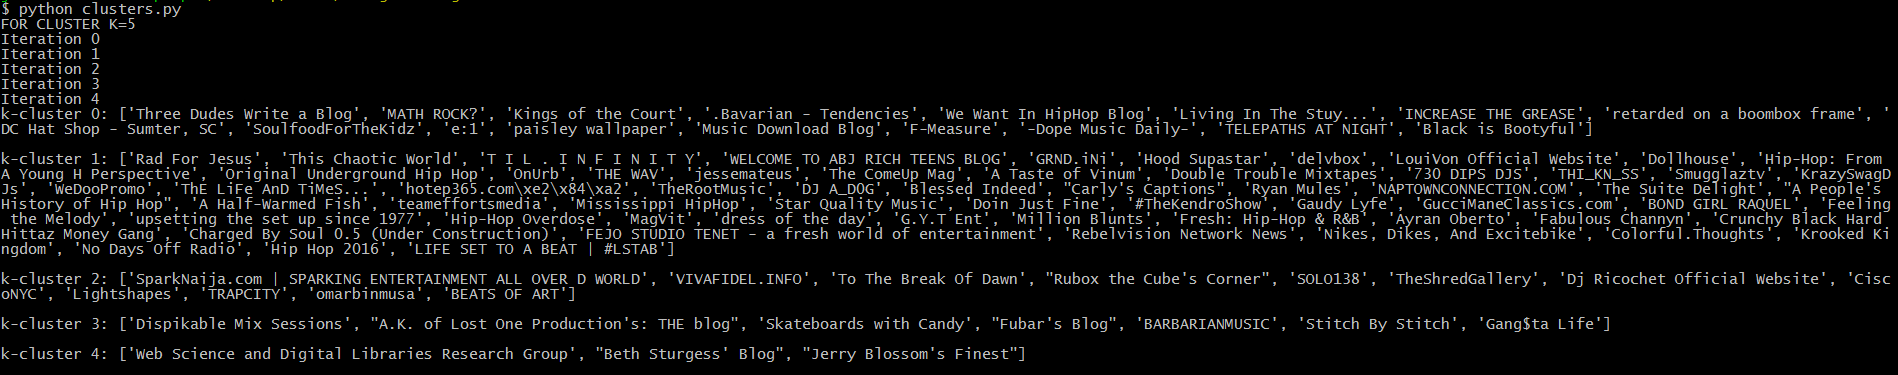 $ python clusters.py
FOR CLUSTER K=5
Iteration 0
Iteration 1
Iteration 2
Iteration 3
Iteration 4
k-cluster 0: ['Three Dudes Write a Blog', 'MATH ROCK?', 'Kings of the Court', '.Bavarian - Tendencies', 'We Want In HipHop Blog', 'Living In The Stuy...', 'INCREASE THE GREASE', 'retarded on a boombox frame', '
DC Hat Shop - Sumter, SC', 'SoulfoodForTheKidz', 'e:1', 'paisley wallpaper', 'Music Download Blog', 'F-Measure', '-Dope Music Daily-', 'TELEPATHS AT NIGHT', 'Black is Bootyful']
k-cluster 1: ['Rad For Jesus', 'This Chaotic World', 'T I L . I N F I N I T Y', 'WELCOME TO ABJ RICH TEENS BLOG', 'GRND.iNi', 'Hood Supastar', 'delvbox', 'LouiVon Official Website', 'Dollhouse', 'Hip-Hop: From
A Young H Perspective', 'Original Underground Hip Hop', 'OnUrb', 'THE WAV', 'jessemateus', 'The ComeUp Mag', 'A Taste of Vinum', 'Double Trouble Mixtapes', '730 DIPS DJS', 'THI_KN_SS', 'Smugglaztv', 'KrazySwagD
Js', 'WeDooPromo', 'ThE LiFe AnD TiMeS...', 'hotep365.com\xe2\x84\xa2', 'TheRootMusic', 'DJ A_DOG', 'Blessed Indeed', "Carly's Captions", 'Ryan Mules', 'NAPTOWNCONNECTION.COM', 'The Suite Delight', "A People's
History of Hip Hop", 'A Half-Warmed Fish', 'teameffortsmedia', 'Mississippi HipHop', 'Star Quality Music', 'Doin Just Fine', '#TheKendroShow', 'Gaudy Lyfe', 'GucciManeClassics.com', 'BOND GIRL RAQUEL', 'Feeling
the Melody', 'upsetting the set up since 1977', 'Hip-Hop Overdose', 'MagVit', 'dress of the day', 'G.Y.T Ent', 'Million Blunts', 'Fresh: Hip-Hop & R&B', 'Ayran Oberto', 'Fabulous Channyn', 'Crunchy Black Hard
Hittaz Money Gang', 'Charged By Soul 0.5 (Under Construction)', 'FEJO STUDIO TENET - a fresh world of entertainment', 'Rebelvision Network News', 'Nikes, Dikes, And Excitebike', 'Colorful.Thoughts', 'Krooked Ki
ngdom', 'No Days Off Radio', 'Hip Hop 2016', 'LIFE SET TO A BEAT | #LSTAB']
k-cluster 2: ['SparkNaija.com | SPARKING ENTERTAINMENT ALL OVER D WORLD', 'VIVAFIDEL.INFO', 'To The Break Of Dawn', "Rubox the Cube's Corner", 'SOLO138', 'TheShredGallery', 'Dj Ricochet Official Website', 'Cisc
oNYC', 'Lightshapes', 'TRAPCITY', 'omarbinmusa', 'BEATS OF ART']
k-cluster 3: ['Dispikable Mix Sessions', "A.K. of Lost One Production's: THE blog", 'Skateboards with Candy', "Fubar's Blog", 'BARBARIANMUSIC', 'Stitch By Stitch', 'Gang$ta Life']
k-cluster 4: ['Web Science and Digital Libraries Research Group', "Beth Sturgess' Blog", "Jerry Blossom's Finest"]